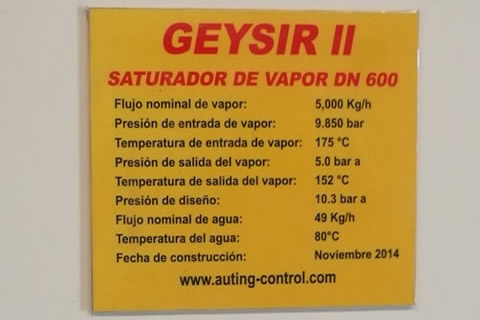 GEYSIR II
SATURADOR DE VAPOR DN 600
Flujo nominal de vapor: 5,000 Kg/h
Presión de entrada de vapor: 9.850 bar
Temperatura de entrada de vapor: 175 °C
Presión de salida del vapor: 5.0 bar a
Temperatura de salida del vapor: 152 °C
Presión de diseño: 10.3 bar a
Flujo nominal de agua: 49 Kg/h
Temperatura del agua: 80°C
Fecha de construcción: Noviembre 2014
www.auting-control.com